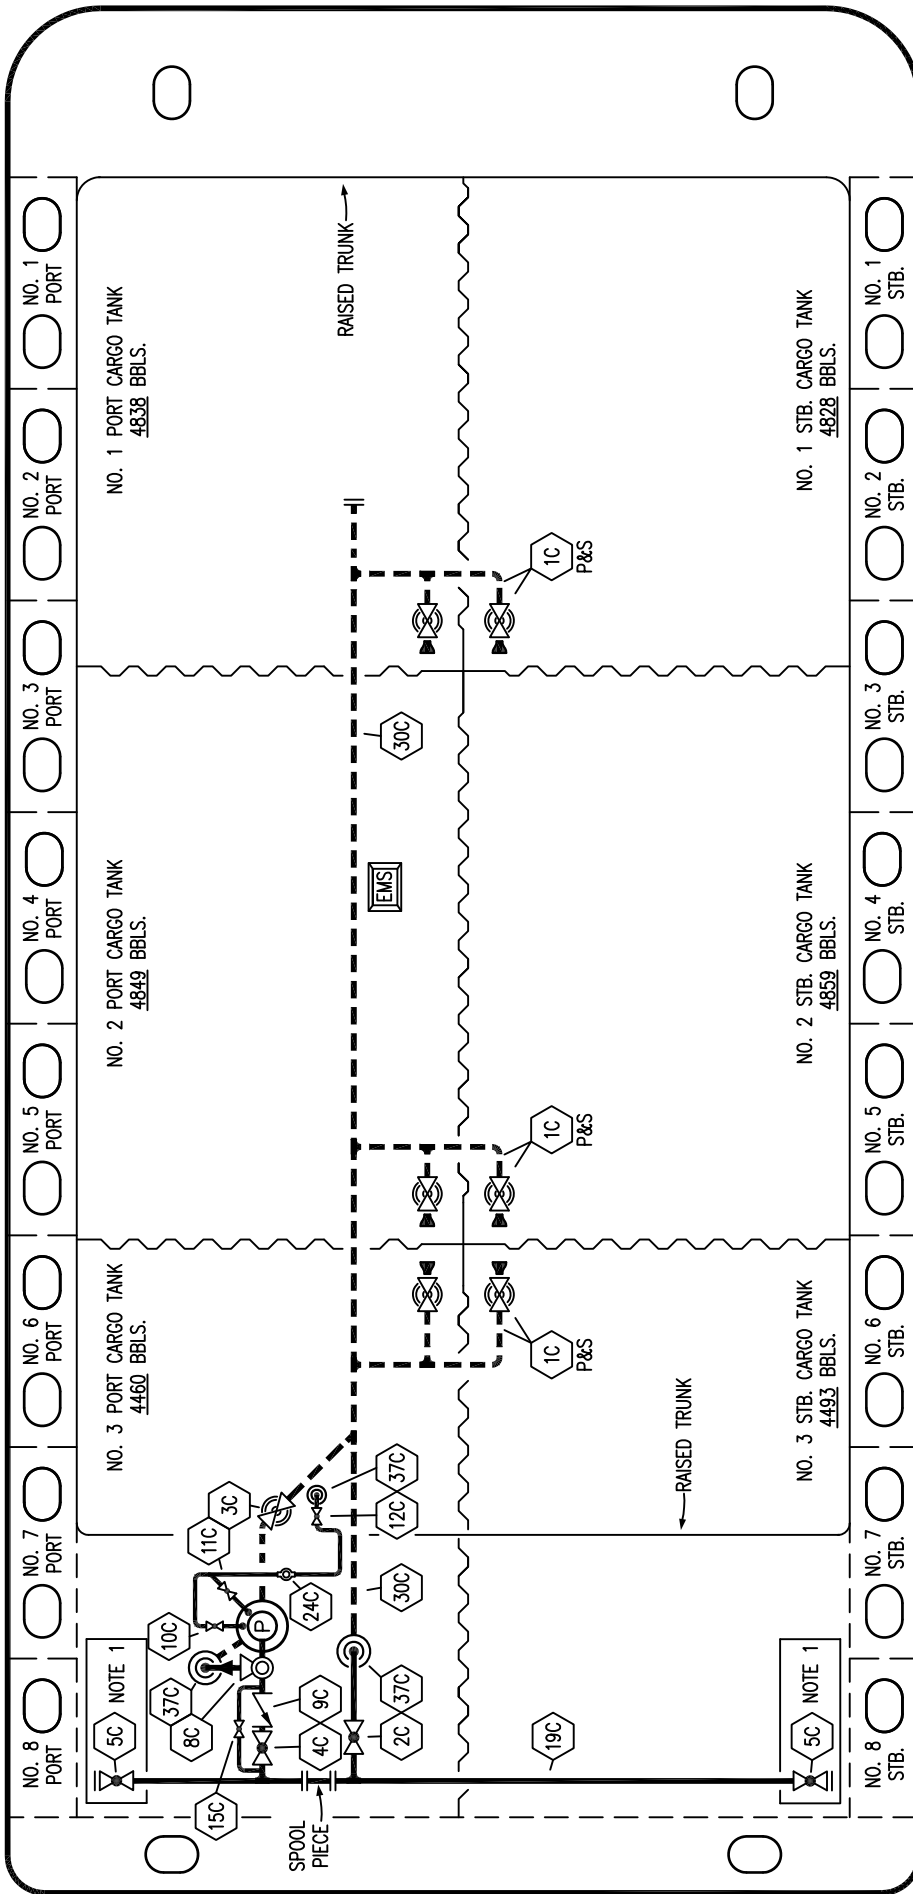 NO. 1
PORT
NO. 2
PORT
NO. 3
PORT
NO. 4
PORT
NO. 5
PORT
NO. 6
PORT
NO. 7
PORT
NO. 8
PORT
NO. 1 PORT CARGO TANK
4838 BBLS.
RAISED TRUNK
NO. 1 STB. CARGO TANK
4828 BBLS.
1C
P&S
30C
EMS
NO. 2 PORT CARGO TANK
4849 BBLS.
NO. 2 STB. CARGO TANK
4859 BBLS.
1C
P&S
NO. 3 PORT CARGO TANK
4460 BBLS.
1C
P&S
NO. 3 STB. CARGO TANK
4493 BBLS.
RAISED TRUNK
3C
11C
37C
12C
10C
24C
30C
P
NOTE 1
5C
37C
8C
9C
4C
37C
2C
15C
19C
SPOOL
PIECE
NOTE 1
5C
NO. 1
STB.
NO. 2
STB.
NO. 3
STB.
NO. 4
STB.
NO. 5
STB.
NO. 6
STB.
NO. 7
STB.
NO. 8
STB.